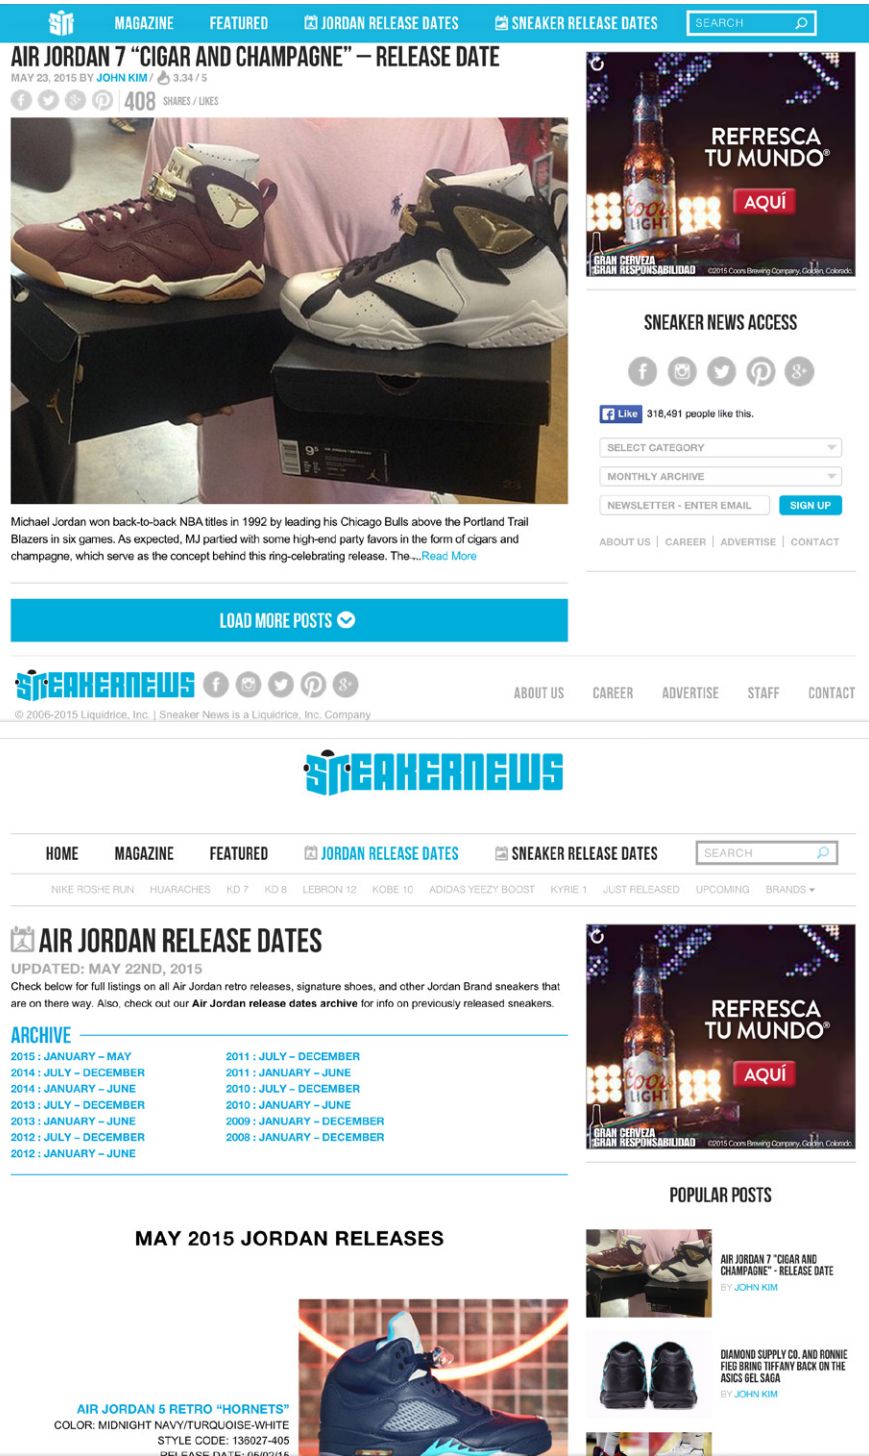 SN MAGAZINE FEATURED JORDAN RELEASE DATES SNEAKER RELEASE DATES SEARCH
AIR JORDAN 7 “CIGAR AND CHAMPAGNE” – RELEASE DATE
MAY 23, 2015 BY JOHN KIM / 3.34 / 5
408 SHARES / LIKES
9.5
23
Michael Jordan won back-to-back NBA titles in 1992 by leading his Chicago Bulls above the Portland Trail
Blazers in six games. As expected, MJ partied with some high-end party favors in the form of cigars and
champagne, which serve as the concept behind this ring-celebrating release. The ...Read More
LOAD MORE POSTS
REFRESCA
TU MUNDO®
AQUÍ
Coors
LIGHT
GRAN CERVEZA
GRAN RESPONSABILIDAD ©2015 Coors Brewing Company, Golden, Colorado.
SNEAKER NEWS ACCESS
Like 318,491 people like this.
SELECT CATEGORY
MONTHLY ARCHIVE
NEWSLETTER - ENTER EMAIL SIGN UP
ABOUT US | CAREER | ADVERTISE | CONTACT
SNEAKERNEWS
ABOUT US CAREER ADVERTISE STAFF CONTACT
© 2006-2015 Liquidrice, Inc. | Sneaker News is a Liquidrice, Inc. Company
SNEAKERNEWS
HOME MAGAZINE FEATURED JORDAN RELEASE DATES SNEAKER RELEASE DATES SEARCH
NIKE ROSHE RUN HUARACHES KD 7 KD 8 LEBRON 12 KOBE 10 ADIDAS YEEZY BOOST KYRIE 1 JUST RELEASED UPCOMING BRANDS
AIR JORDAN RELEASE DATES
UPDATED: MAY 22ND, 2015
Check below for full listings on all Air Jordan retro releases, signature shoes, and other Jordan Brand sneakers that
are on there way. Also, check out our Air Jordan release dates archive for info on previously released sneakers.
ARCHIVE
2015 : JANUARY – MAY
2014 : JULY – DECEMBER
2014 : JANUARY – JUNE
2013 : JULY – DECEMBER
2013 : JANUARY – JUNE
2012 : JULY – DECEMBER
2012 : JANUARY – JUNE
2011 : JULY – DECEMBER
2011 : JANUARY – JUNE
2010 : JULY – DECEMBER
2010 : JANUARY – JUNE
2009 : JANUARY – DECEMBER
2008 : JANUARY – DECEMBER
MAY 2015 JORDAN RELEASES
AIR JORDAN 5 RETRO “HORNETS”
COLOR: MIDNIGHT NAVY/TURQUOISE-WHITE
STYLE CODE: 136027-405
RELEASE DATE: 05/02/15
REFRESCA
TU MUNDO®
AQUÍ
Coors
LIGHT
GRAN CERVEZA
GRAN RESPONSABILIDAD ©2015 Coors Brewing Company, Golden, Colorado.
POPULAR POSTS
AIR JORDAN 7 "CIGAR AND
CHAMPAGNE" - RELEASE DATE
BY JOHN KIM
DIAMOND SUPPLY CO. AND RONNIE
FIEG BRING TIFFANY BACK ON THE
ASICS GEL SAGA
BY JOHN KIM